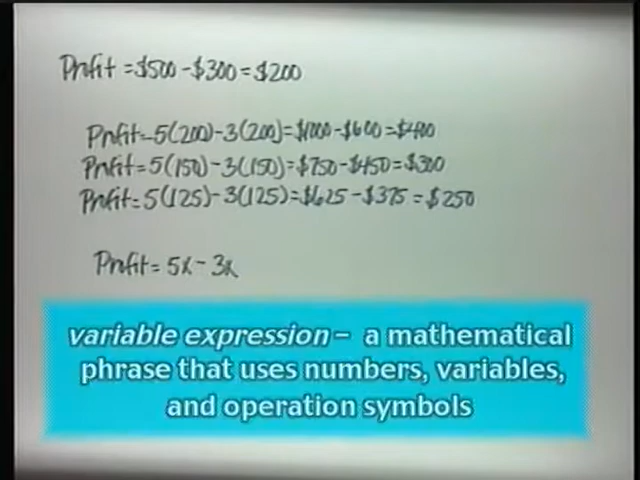 Profit = $500 - $300 = $200
Profit = 5(200) - 3(200) = $1000 - $600 = $400
Profit = 5(150) - 3(150) = $750 - $450 = $300
Profit = 5(125) - 3(125) = $625 - $375 = $250
Profit = 5x - 3x
variable expression – a mathematical
phrase that uses numbers, variables,
and operation symbols